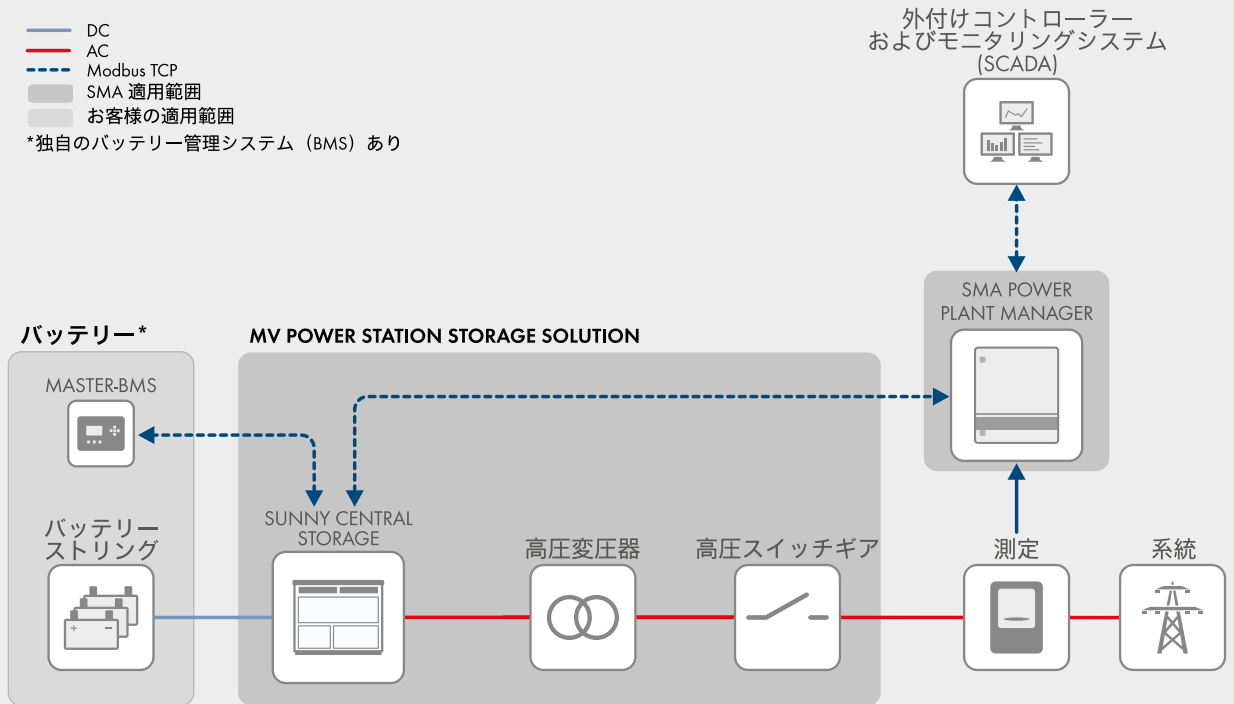 DC
AC
Modbus TCP
SMA 適用範囲
お客様の適用範囲
*独自のバッテリー管理システム（BMS）あり
外付けコントローラー
およびモニタリングシステム
(SCADA)
SMA POWER
PLANT MANAGER
バッテリー*
MV POWER STATION STORAGE SOLUTION
MASTER-BMS
バッテリー
ストリング
SUNNY CENTRAL
STORAGE
高圧変圧器
高圧スイッチギア
測定
系統